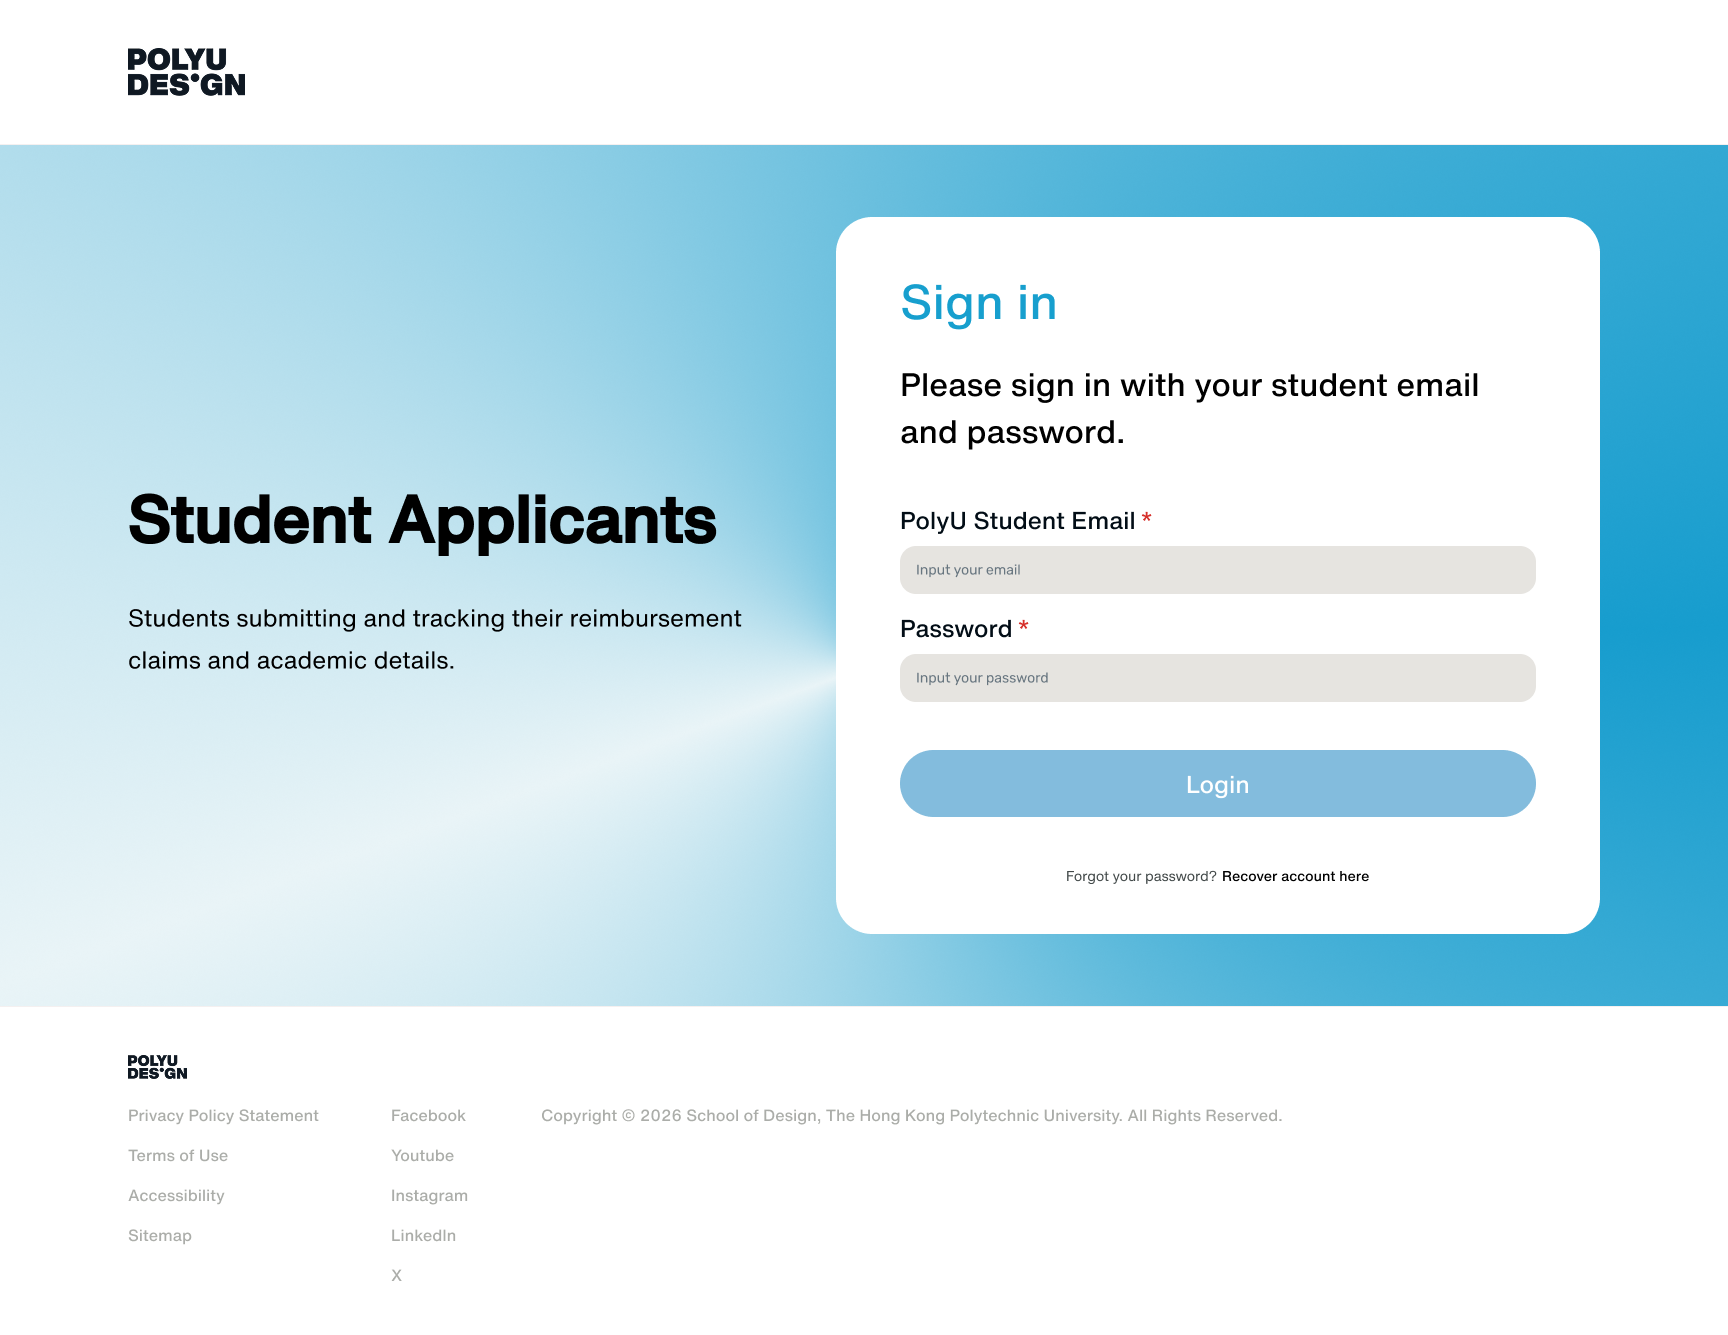 POLYU
DES•GN
Student Applicants
Students submitting and tracking their reimbursement
claims and academic details.
Sign in
Please sign in with your student email
and password.
PolyU Student Email *
Input your email
Password *
Input your password
Login
Forgot your password? Recover account here
POLYU
DES•GN
Privacy Policy Statement
Terms of Use
Accessibility
Sitemap
Facebook
Youtube
Instagram
LinkedIn
X
Copyright © 2026 School of Design, The Hong Kong Polytechnic University. All Rights Reserved.